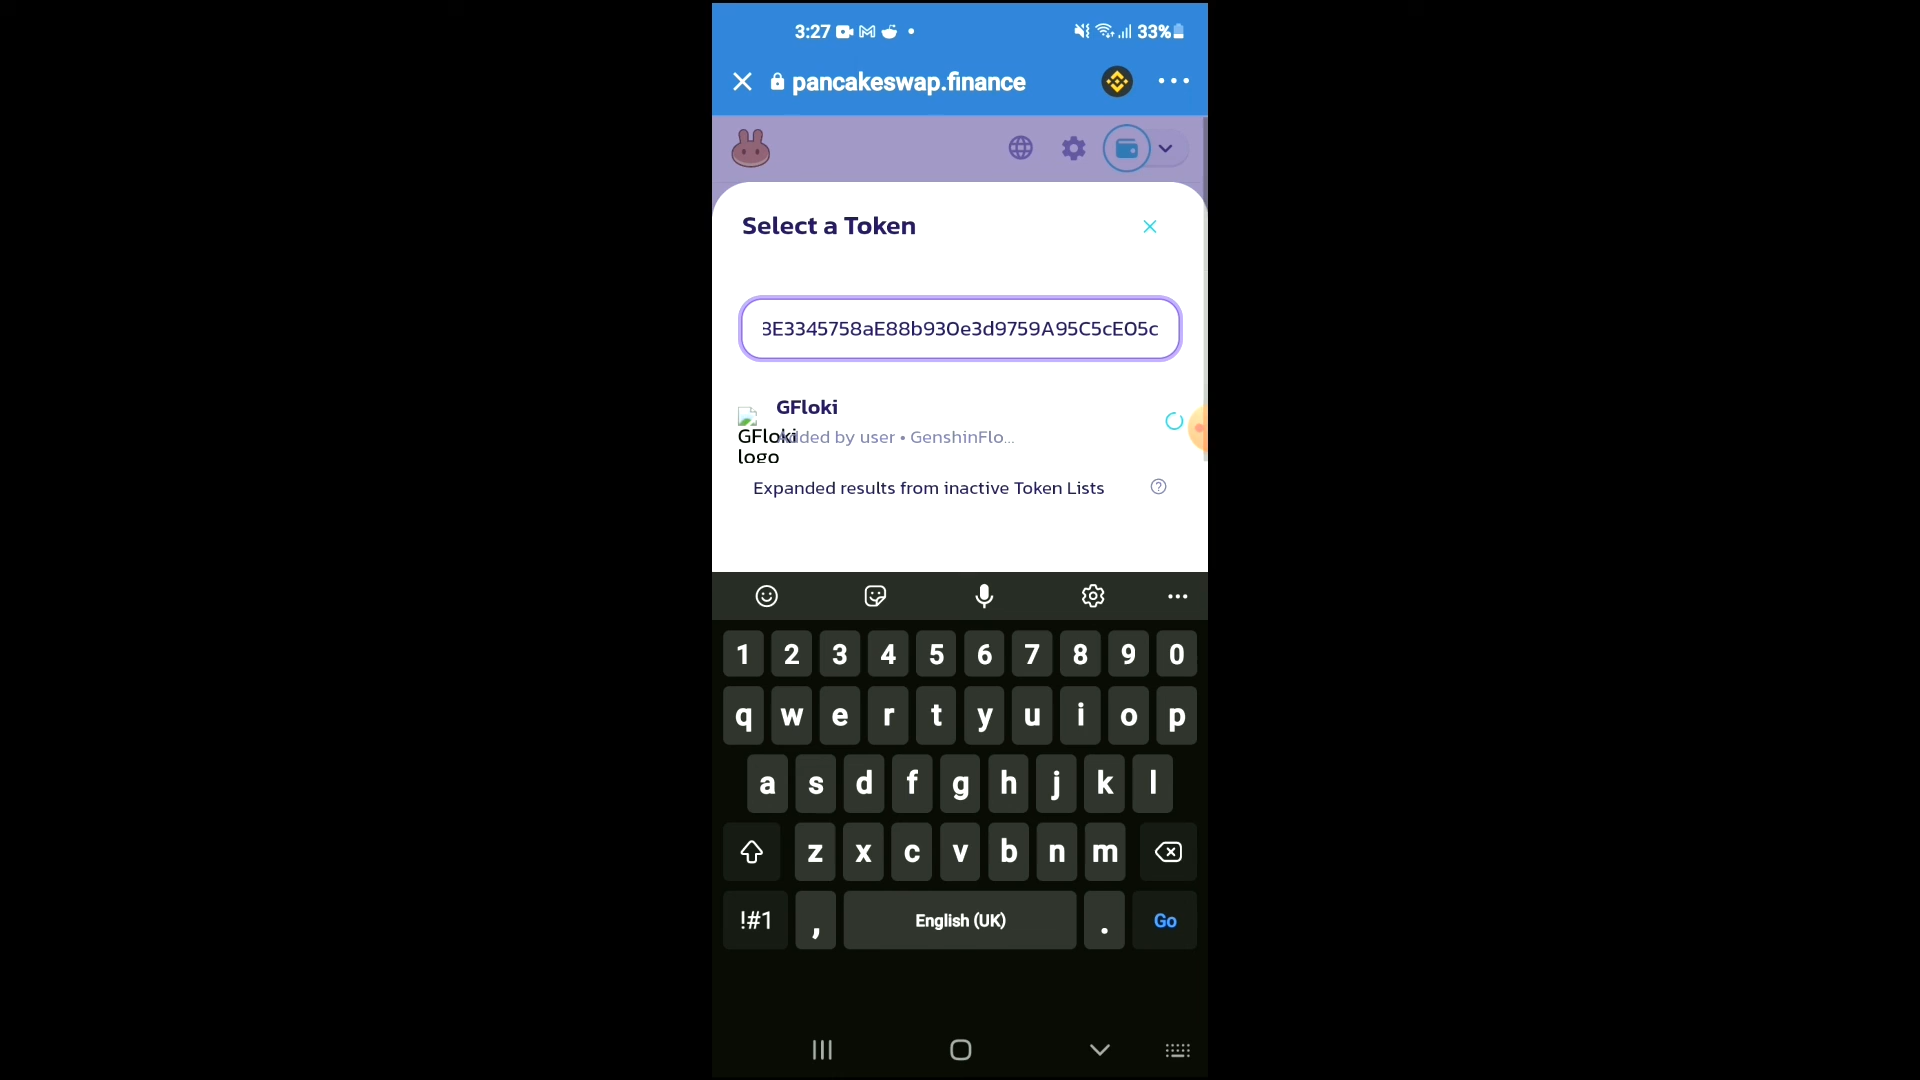 3:27 33%
pancakeswap.finance
Select a Token
3E3345758aE88b930e3d9759A95C5cE05c
GFloki
GFloki
logo
Added by user • GenshinFlo...
Expanded results from inactive Token Lists
1 2 3 4 5 6 7 8 9 0
q w e r t y u i o p
a s d f g h j k l
z x c v b n m
!#1 , English (UK) . Go